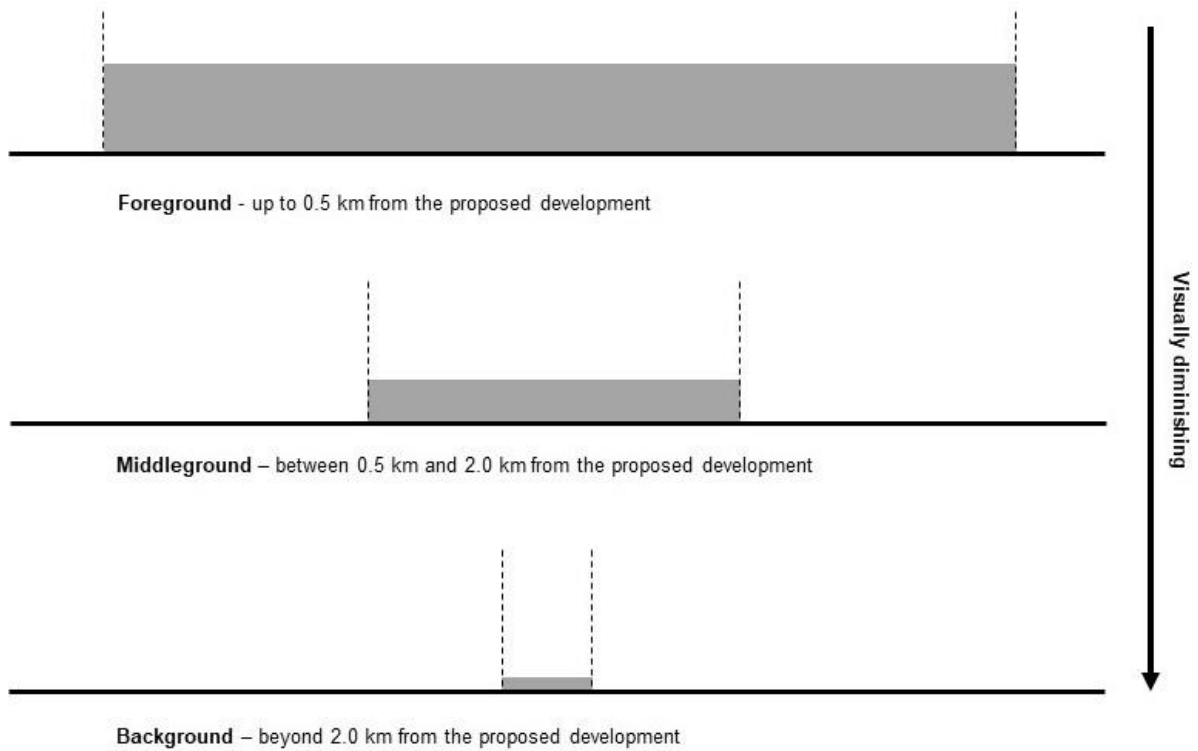 Foreground - up to 0.5 km from the proposed development
Middleground – between 0.5 km and 2.0 km from the proposed development
Background – beyond 2.0 km from the proposed development
Visually diminishing